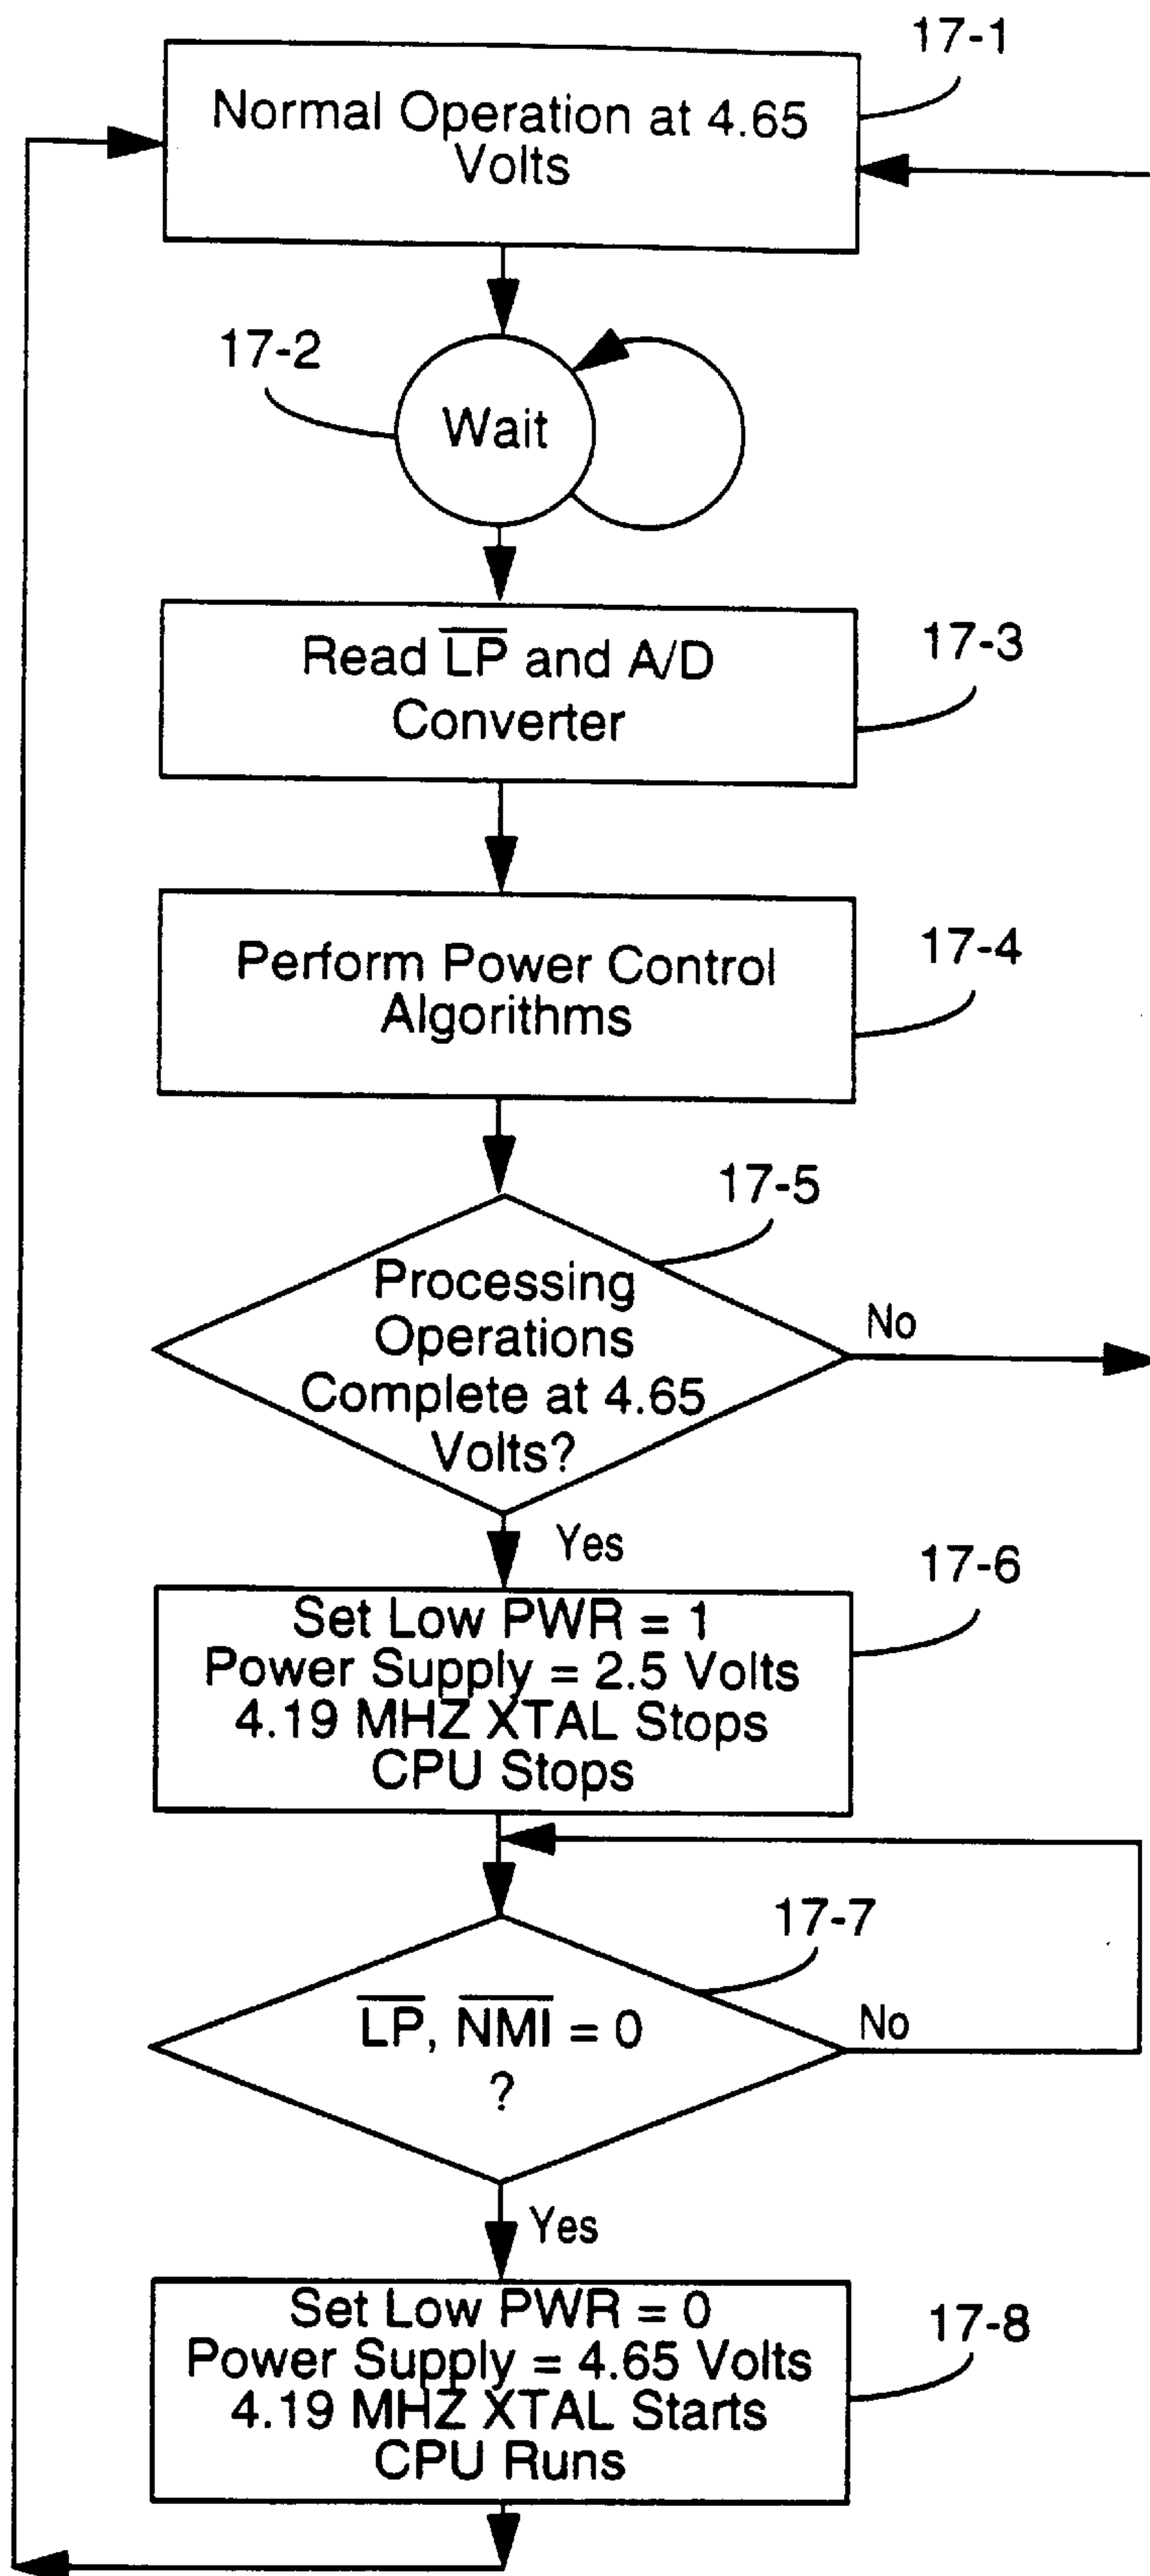 17-1
Normal Operation at 4.65
Volts
17-2
Wait
Read L̅P̅ and A/D
Converter
17-3
Perform Power Control
Algorithms
17-4
17-5
Processing
Operations
Complete at 4.65
Volts?
No
Yes
17-6
Set Low PWR = 1
Power Supply = 2.5 Volts
4.19 MHZ XTAL Stops
CPU Stops
17-7
L̅P̅, N̅M̅I̅ = 0
?
No
Yes
Set Low PWR = 0
Power Supply = 4.65 Volts
4.19 MHZ XTAL Starts
CPU Runs
17-8